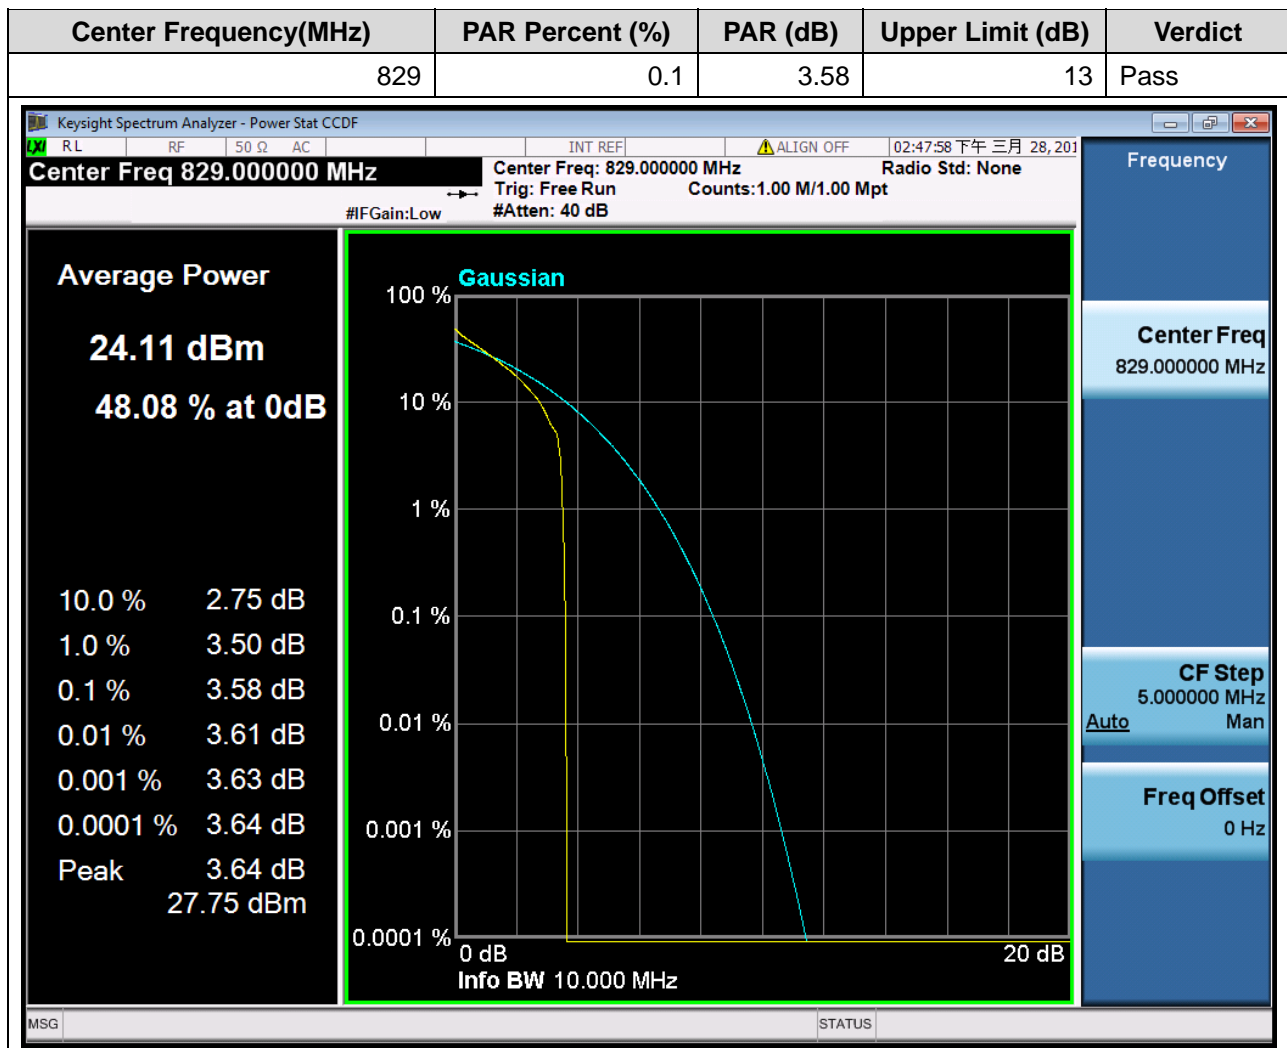 Center Frequency(MHz) PAR Percent (%) PAR (dB) Upper Limit (dB) Verdict
829 0.1 3.58 13 Pass
Keysight Spectrum Analyzer - Power Stat CCDF
LXI RL RF 50 Ω AC INT REF ALIGN OFF 02:47:58 下午 三月 28, 201
Center Freq 829.000000 MHz
Center Freq: 829.000000 MHz Radio Std: None
Trig: Free Run Counts:1.00 M/1.00 Mpt
#IFGain:Low #Atten: 40 dB
Average Power
24.11 dBm
48.08 % at 0dB
10.0 % 2.75 dB
1.0 % 3.50 dB
0.1 % 3.58 dB
0.01 % 3.61 dB
0.001 % 3.63 dB
0.0001 % 3.64 dB
Peak 3.64 dB
27.75 dBm
Gaussian
100 %
10 %
1 %
0.1 %
0.01 %
0.001 %
0.0001 %
0 dB 20 dB
Info BW 10.000 MHz
Frequency
Center Freq
829.000000 MHz
CF Step
5.000000 MHz
Auto Man
Freq Offset
0 Hz
MSG STATUS